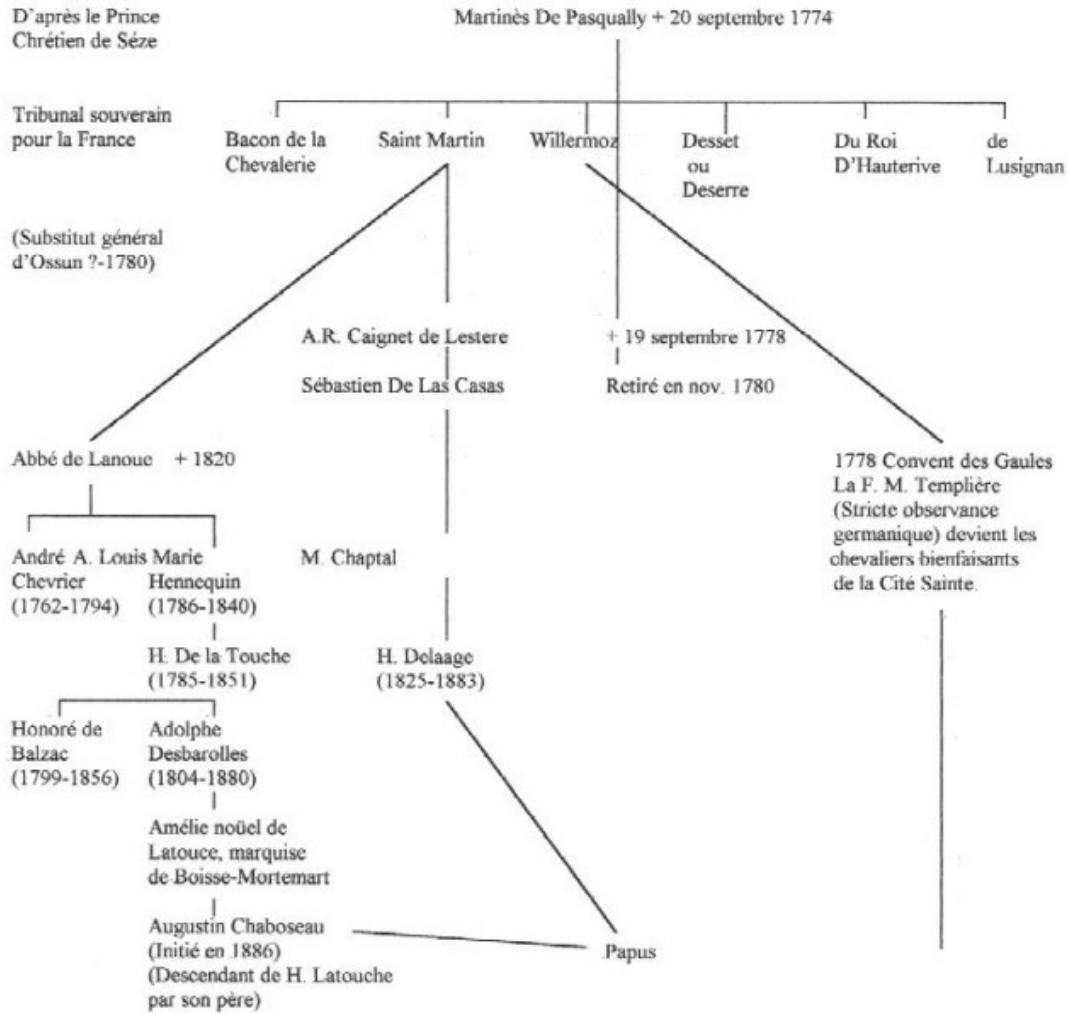 D'après le Prince
Chrétien de Séze
Martinès De Pasqually + 20 septembre 1774
Tribunal souverain
pour la France
Bacon de la
Chevalerie
Saint Martin
Willermoz
Desset
ou
Deserre
Du Roi
D'Hauterive
de
Lusignan
(Substitut général
d'Ossun ?-1780)
A.R. Caignet de Lestere
+ 19 septembre 1778
Sébastien De Las Casas
Retiré en nov. 1780
Abbé de Lanoue + 1820
1778 Convent des Gaules
La F. M. Templière
(Stricte observance
germanique) devient les
chevaliers bienfaisants
de la Cité Sainte.
André A. Louis Marie
Chevrier Hennequin
(1762-1794) (1786-1840)
M. Chaptal
H. De la Touche
(1785-1851)
H. Delaage
(1825-1883)
Honoré de
Balzac
(1799-1856)
Adolphe
Desbarolles
(1804-1880)
Amélie noüel de
Latouce, marquise
de Boisse-Mortemart
Augustin Chaboseau
(Initié en 1886)
(Descendant de H. Latouche
par son père)
Papus